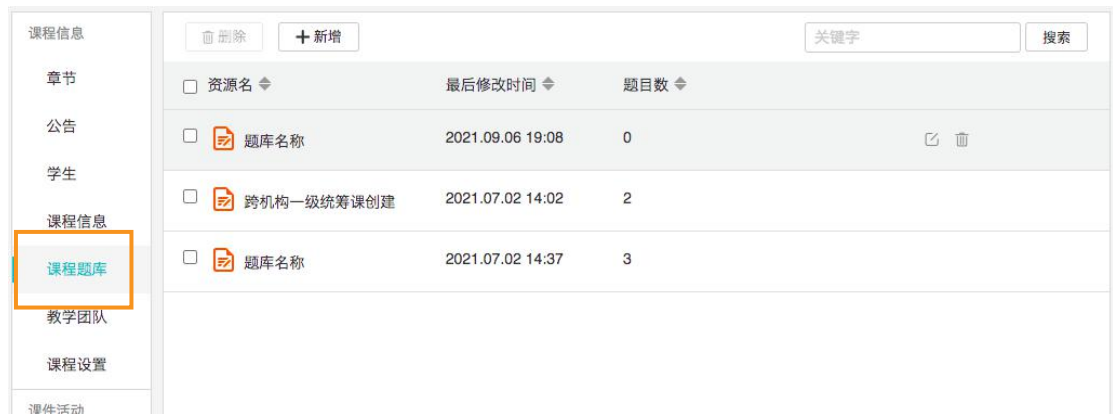 课程信息
章节
公告
学生
课程信息
课程题库
教学团队
课程设置
课件活动
删除 新增 关键字 搜索
资源名 最后修改时间 题目数
题库名称 2021.09.06 19:08 0
跨机构一级统筹课创建 2021.07.02 14:02 2
题库名称 2021.07.02 14:37 3